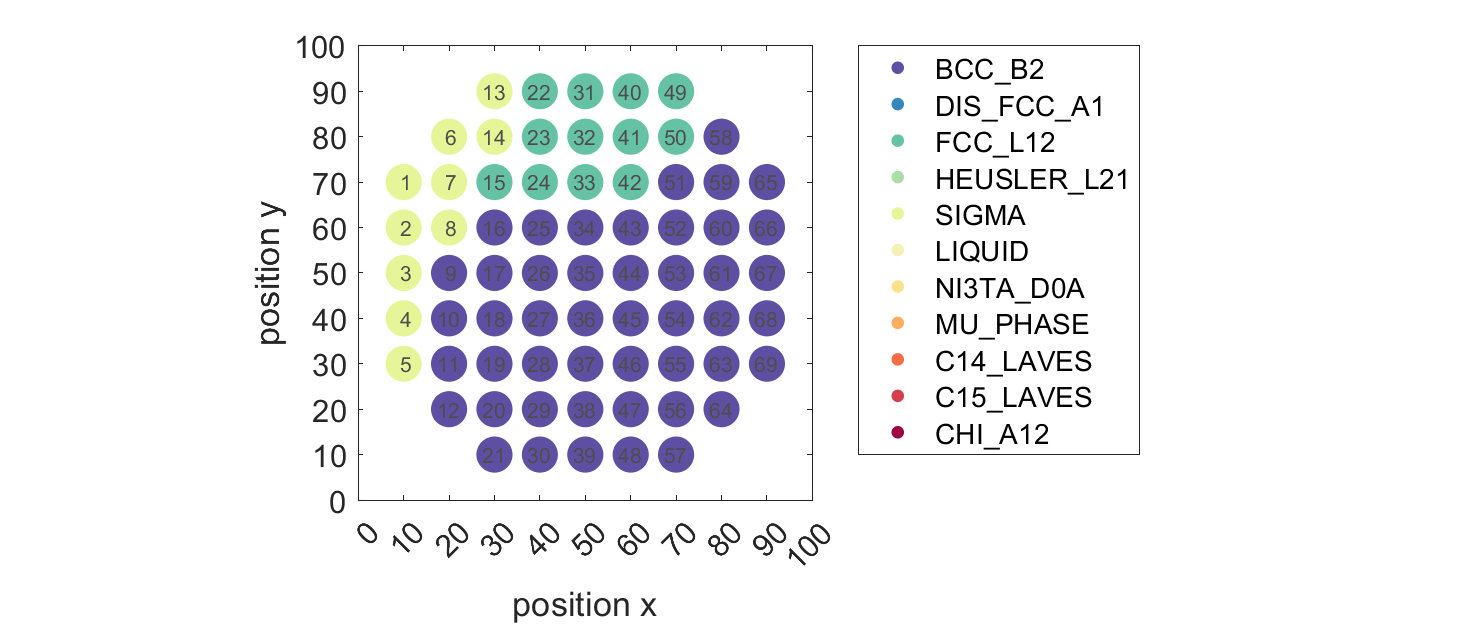 100
90
80
70
60
50
40
30
20
10
0
position y
13 22 31 40 49
6 14 23 32 41 50 58
1 7 15 24 33 42 51 59 65
2 8 16 25 34 43 52 60 66
3 9 17 26 35 44 53 61 67
4 10 18 27 36 45 54 62 68
5 11 19 28 37 46 55 63 69
12 20 29 38 47 56 64
21 30 39 48 57
0 10 20 30 40 50 60 70 80 90 100
position x
BCC_B2
DIS_FCC_A1
FCC_L12
HEUSLER_L21
SIGMA
LIQUID
NI3TA_D0A
MU_PHASE
C14_LAVES
C15_LAVES
CHI_A12